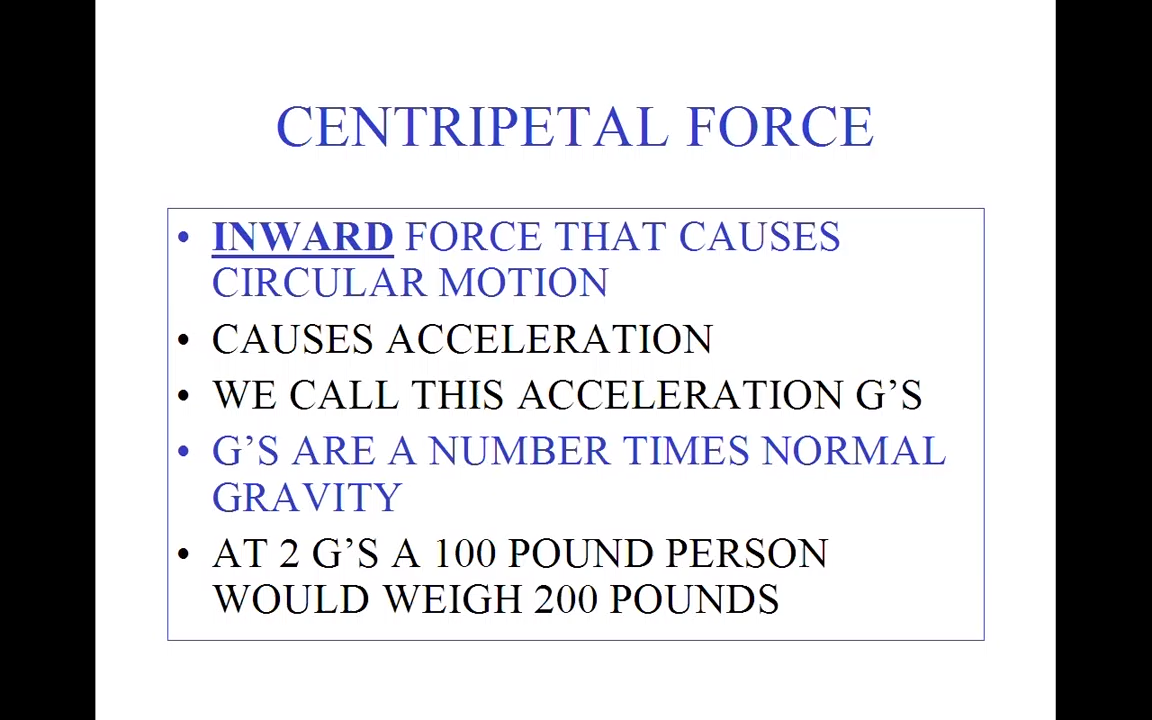 CENTRIPETAL FORCE
• INWARD FORCE THAT CAUSES
CIRCULAR MOTION
• CAUSES ACCELERATION
• WE CALL THIS ACCELERATION G’S
• G’S ARE A NUMBER TIMES NORMAL
GRAVITY
• AT 2 G’S A 100 POUND PERSON
WOULD WEIGH 200 POUNDS